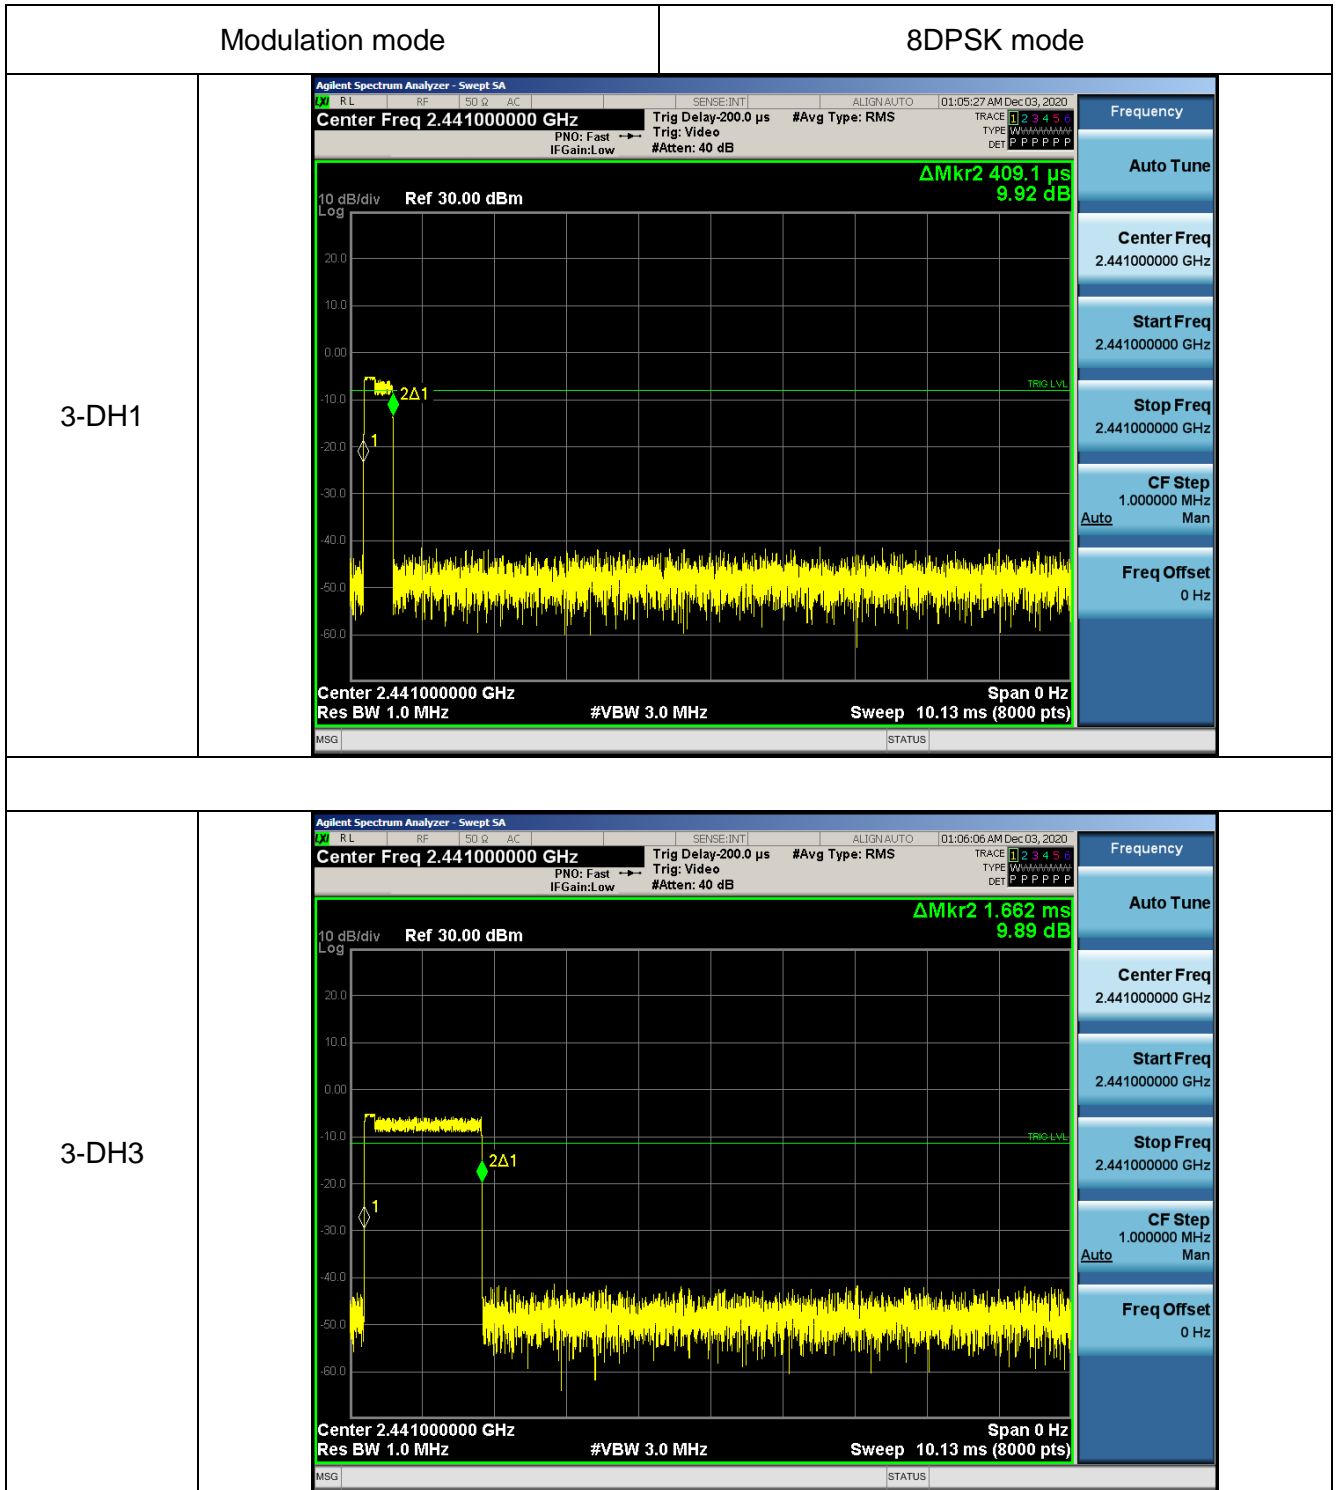 Modulation mode 8DPSK mode
3-DH1
Agilent Spectrum Analyzer - Swept SA
LXI RL RF 50 Ω AC SENSE:INT ALIGN AUTO 01:05:27 AM Dec 03, 2020
Center Freq 2.441000000 GHz Trig Delay-200.0 µs #Avg Type: RMS TRACE 1 2 3 4 5 6
PNO: Fast Trig: Video TYPE WWWWWW
IFGain:Low #Atten: 40 dB DET P P P P P P
ΔMkr2 409.1 µs
9.92 dB
10 dB/div Ref 30.00 dBm
Log
20.0
10.0
0.00
TRIG LVL
-10.0
2Δ1
-20.0
1
-30.0
-40.0
-50.0
-60.0
Center 2.441000000 GHz Span 0 Hz
Res BW 1.0 MHz #VBW 3.0 MHz Sweep 10.13 ms (8000 pts)
MSG STATUS
Frequency
Auto Tune
Center Freq
2.441000000 GHz
Start Freq
2.441000000 GHz
Stop Freq
2.441000000 GHz
CF Step
1.000000 MHz
Auto Man
Freq Offset
0 Hz
3-DH3
Agilent Spectrum Analyzer - Swept SA
LXI RL RF 50 Ω AC SENSE:INT ALIGN AUTO 01:06:06 AM Dec 03, 2020
Center Freq 2.441000000 GHz Trig Delay-200.0 µs #Avg Type: RMS TRACE 1 2 3 4 5 6
PNO: Fast Trig: Video TYPE WWWWWW
IFGain:Low #Atten: 40 dB DET P P P P P P
ΔMkr2 1.662 ms
9.89 dB
10 dB/div Ref 30.00 dBm
Log
20.0
10.0
0.00
-10.0
TRIG LVL
2Δ1
-20.0
1
-30.0
-40.0
-50.0
-60.0
Center 2.441000000 GHz Span 0 Hz
Res BW 1.0 MHz #VBW 3.0 MHz Sweep 10.13 ms (8000 pts)
MSG STATUS
Frequency
Auto Tune
Center Freq
2.441000000 GHz
Start Freq
2.441000000 GHz
Stop Freq
2.441000000 GHz
CF Step
1.000000 MHz
Auto Man
Freq Offset
0 Hz